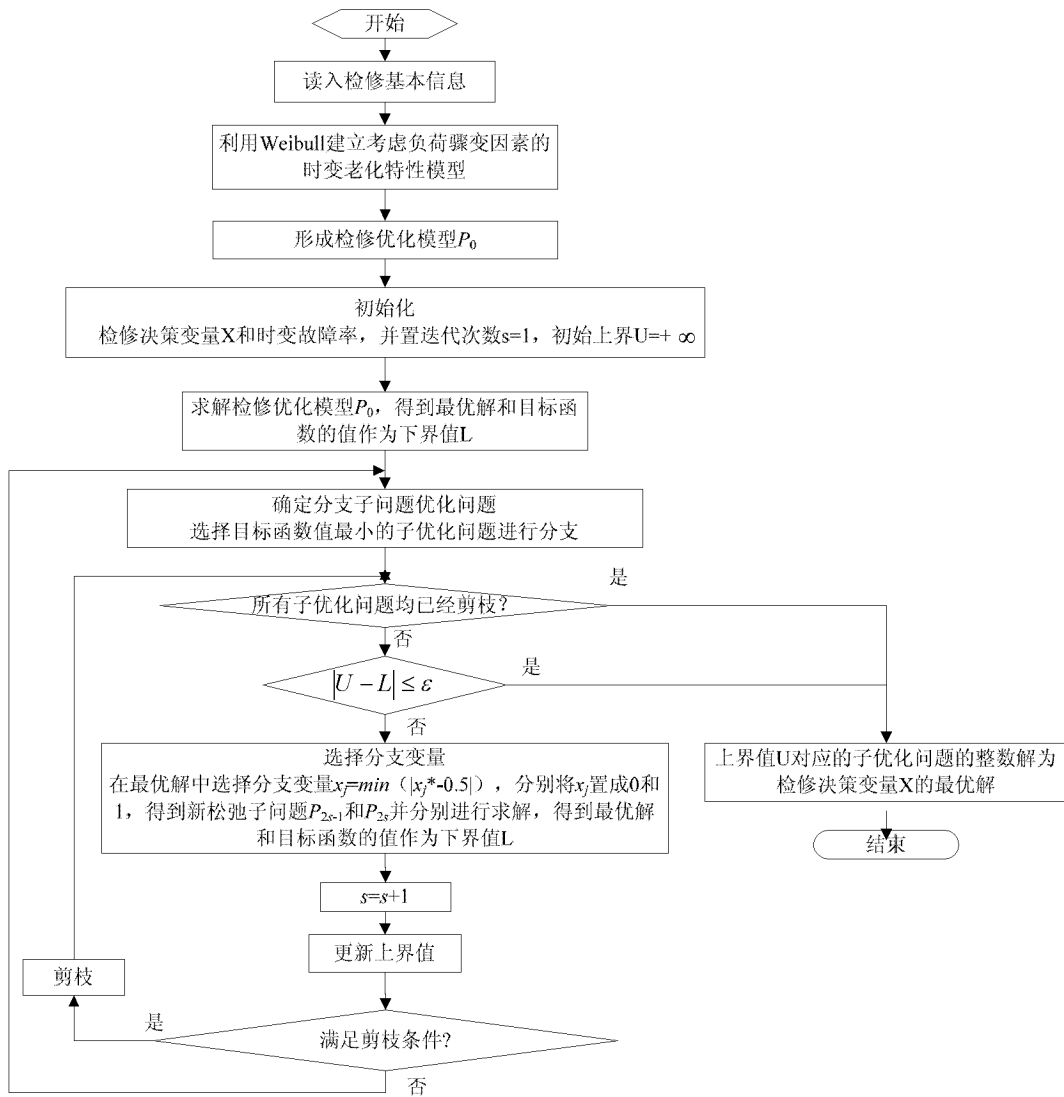 开始
读入检修基本信息
利用Weibull建立考虑负荷骤变因素的
时变老化特性模型
形成检修优化模型P₀
初始化
检修决策变量X和时变故障率，并置迭代次数s=1，初始上界U=+ ∞
求解检修优化模型P₀，得到最优解和目标函
数的值作为下界值L
确定分支子问题优化问题
选择目标函数值最小的子优化问题进行分支
所有子优化问题均已经剪枝？
是
否
|U − L| ≤ ε
是
否
选择分支变量
在最优解中选择分支变量xⱼ=min（|xⱼ*-0.5|），分别将xⱼ置成0和
1，得到新松弛子问题P₂ₛ₋₁和P₂ₛ并分别进行求解，得到最优解
和目标函数的值作为下界值L
上界值U对应的子优化问题的整数解为
检修决策变量X的最优解
结束
s=s+1
更新上界值
剪枝
是
满足剪枝条件？
否